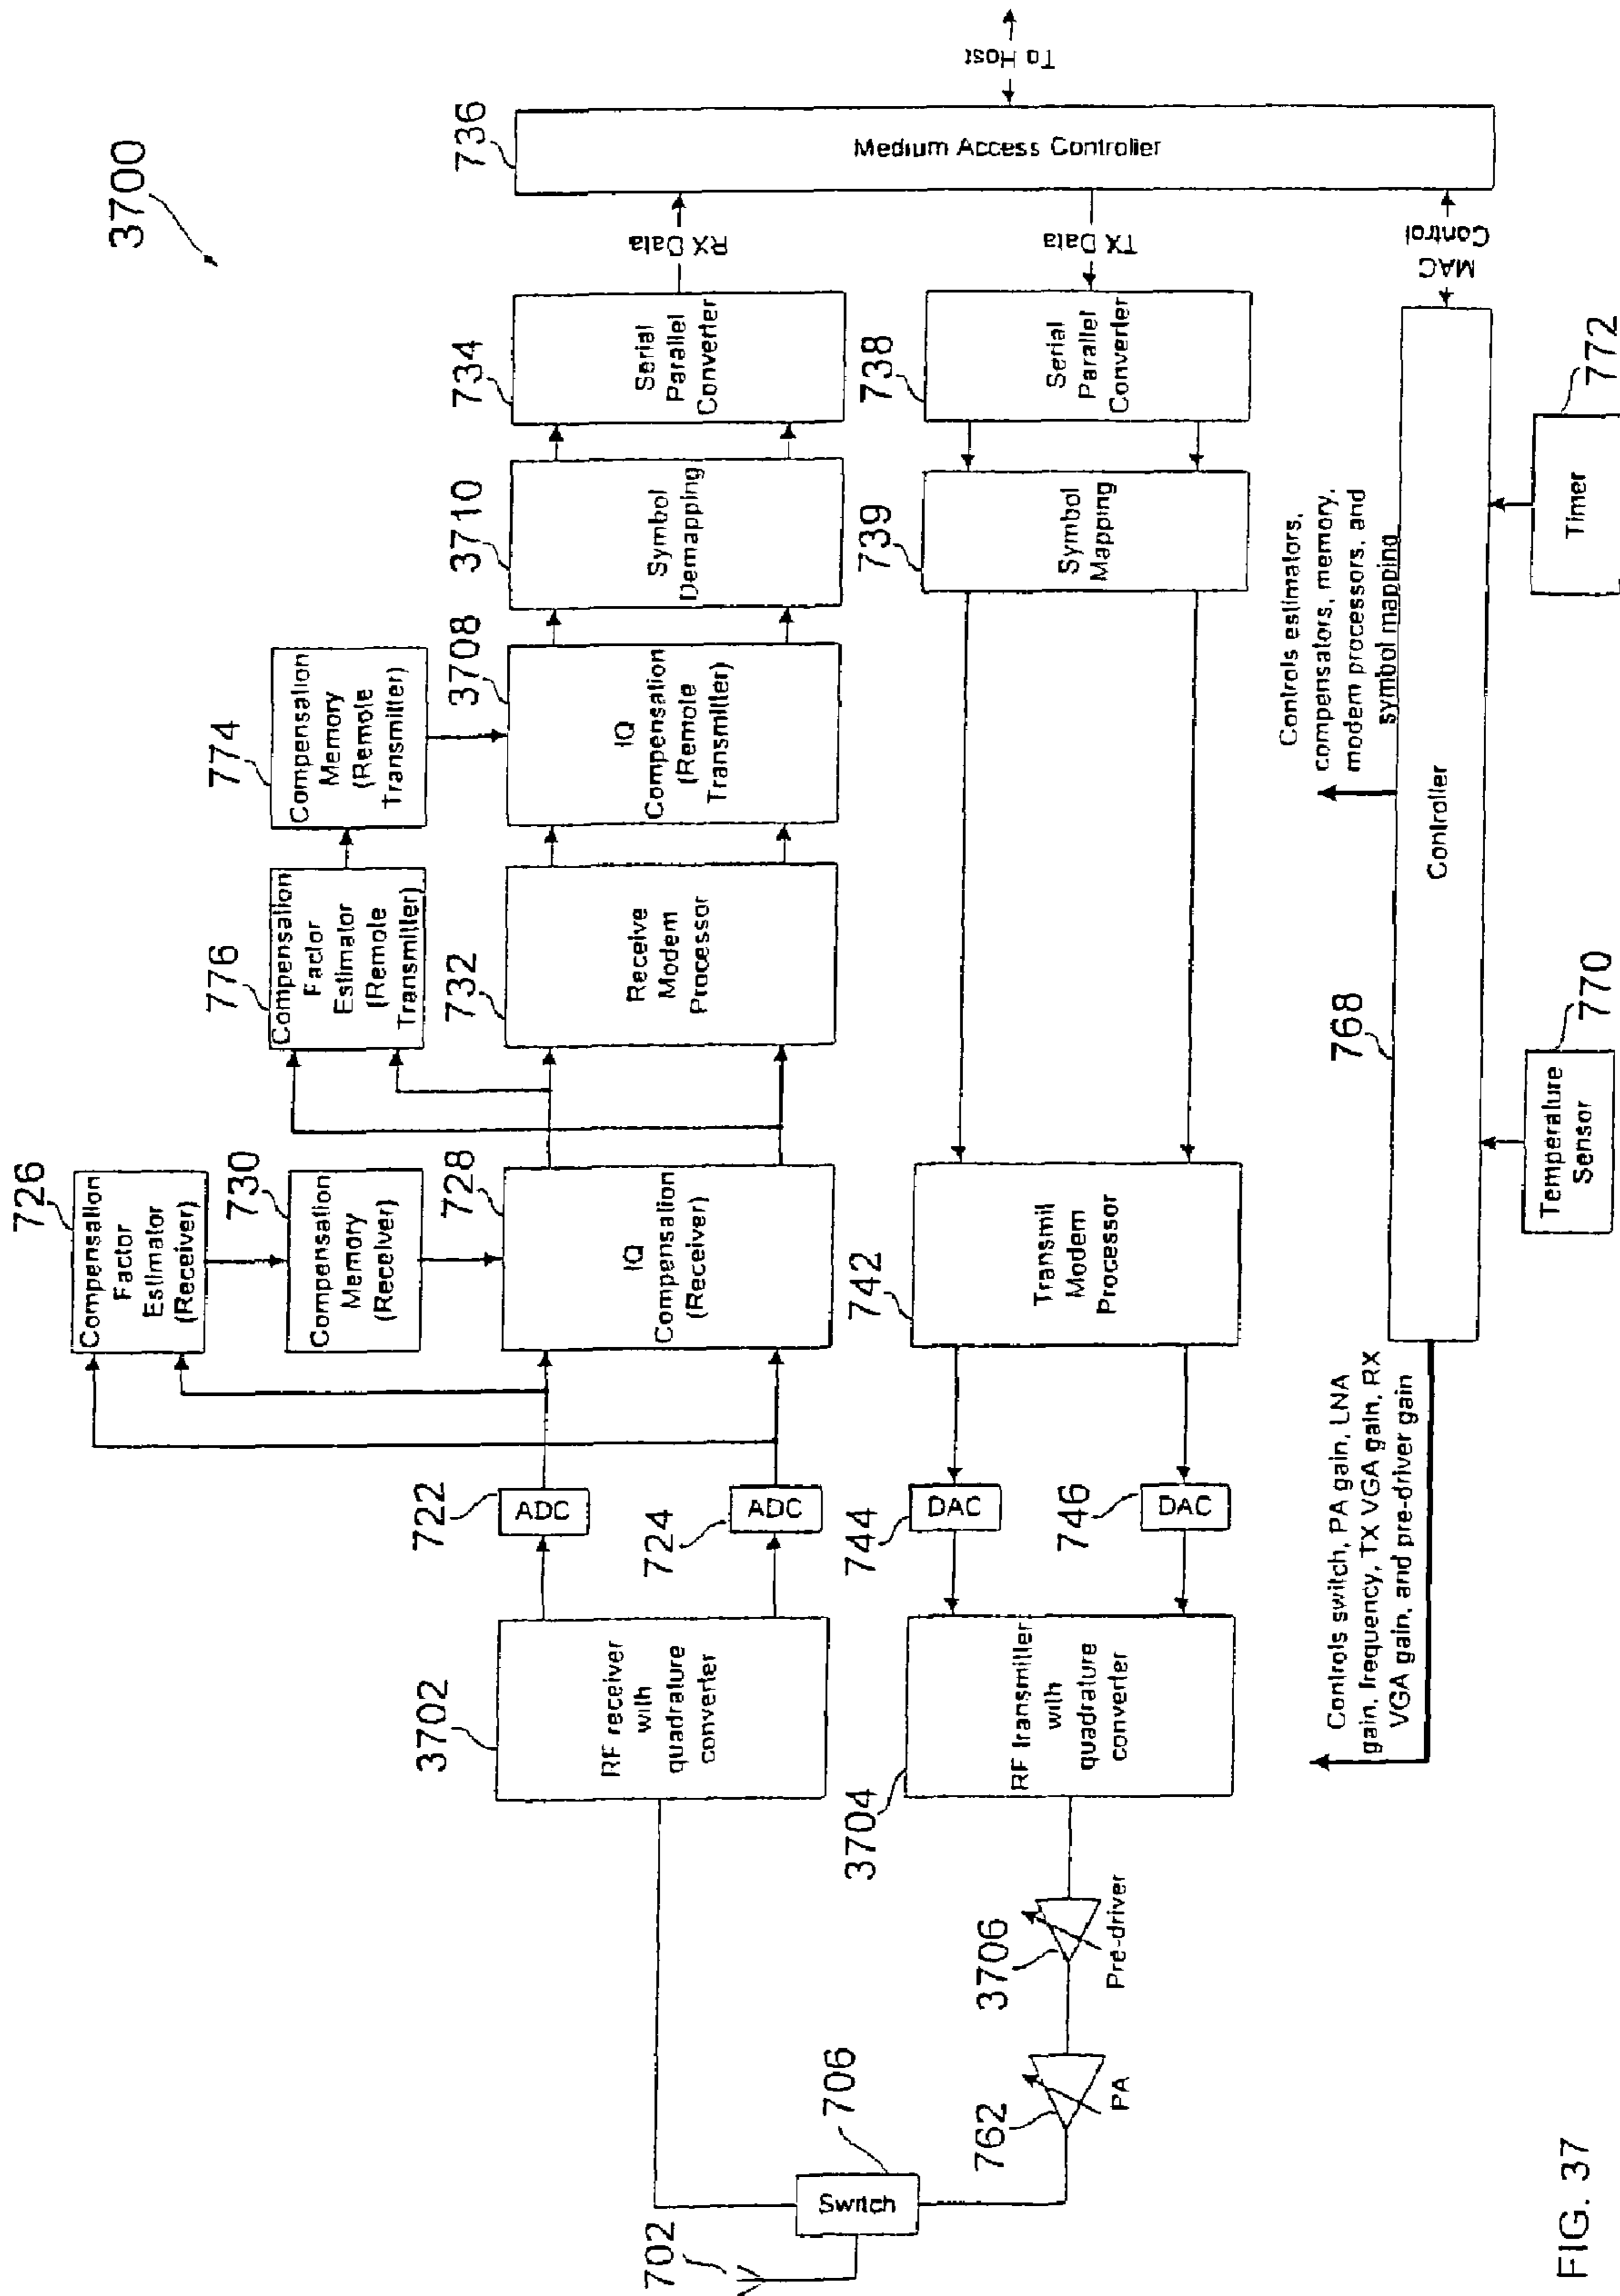 3700
726
Compensation
Factor
Estimator
(Receiver)
730
Compensation
Memory
(Receiver)
776
Compensation
Factor
Estimator
(Remote
Transmitter)
774
Compensation
Memory
(Remote
Transmitter)
702
706
Switch
3702
RF receiver
with
quadrature
converter
722
ADC
724
ADC
728
IQ
Compensation
(Receiver)
732
Receive
Modem
Processor
3708
IQ
Compensation
(Remote
Transmitter)
3710
Symbol
Demapping
734
Serial
Parallel
Converter
RX Data
736
Medium Access Controller
To Host
762
PA
3706
Pre-driver
3704
RF transmitter
with
quadrature
converter
744
DAC
746
DAC
742
Transmit
Modem
Processor
739
Symbol
Mapping
738
Serial
Parallel
Converter
TX Data
MAC
Control
Controls switch, PA gain, LNA
gain, frequency, TX VGA gain, RX
VGA gain, and pre-driver gain
768
Controller
Controls estimators,
compensators, memory,
modem processors, and
symbol mapping
770
Temperature
Sensor
772
Timer
FIG. 37